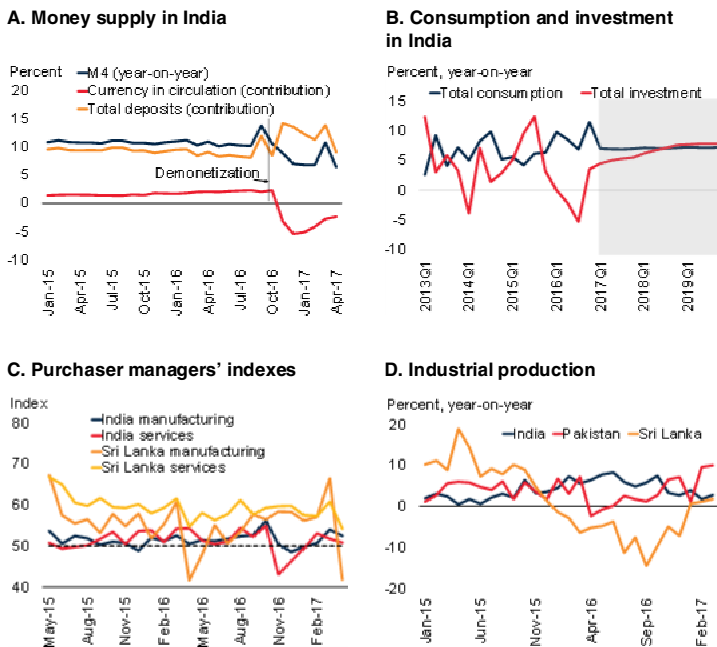 A. Money supply in India
Percent
M4 (year-on-year)
Currency in circulation (contribution)
Total deposits (contribution)
20
15
10
5
0
-5
-10
Demonetization
Jan-15
Apr-15
Jul-15
Oct-15
Jan-16
Apr-16
Jul-16
Oct-16
Jan-17
Apr-17
B. Consumption and investment
in India
Percent, year-on-year
Total consumption
Total investment
15
10
5
0
-5
-10
2013Q1
2014Q1
2015Q1
2016Q1
2017Q1
2018Q1
2019Q1
C. Purchaser managers' indexes
Index
India manufacturing
India services
Sri Lanka manufacturing
Sri Lanka services
80
70
60
50
40
May-15
Aug-15
Nov-15
Feb-16
May-16
Aug-16
Nov-16
Feb-17
D. Industrial production
Percent, year-on-year
India
Pakistan
Sri Lanka
20
10
0
-10
-20
Jan-15
Jun-15
Nov-15
Apr-16
Sep-16
Feb-17